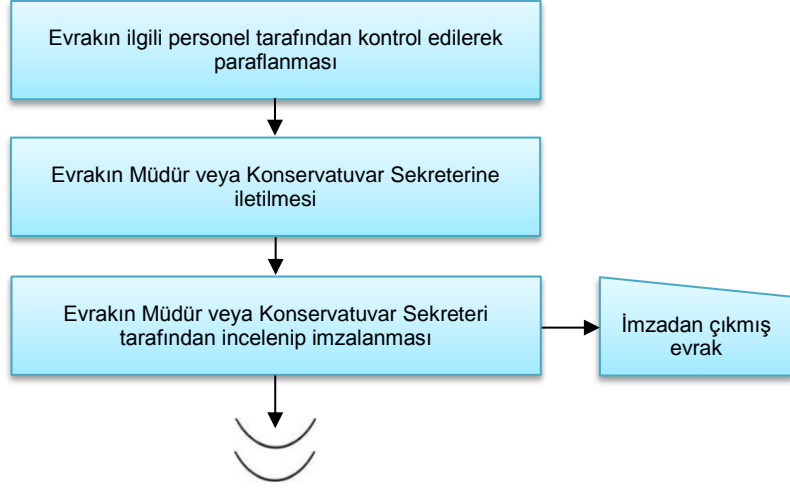 Evrakın ilgili personel tarafından kontrol edilerek
paraflanması
Evrakın Müdür veya Konservatuvar Sekreterine
iletilmesi
Evrakın Müdür veya Konservatuvar Sekreteri
tarafından incelenip imzalanması
İmzadan çıkmış
evrak